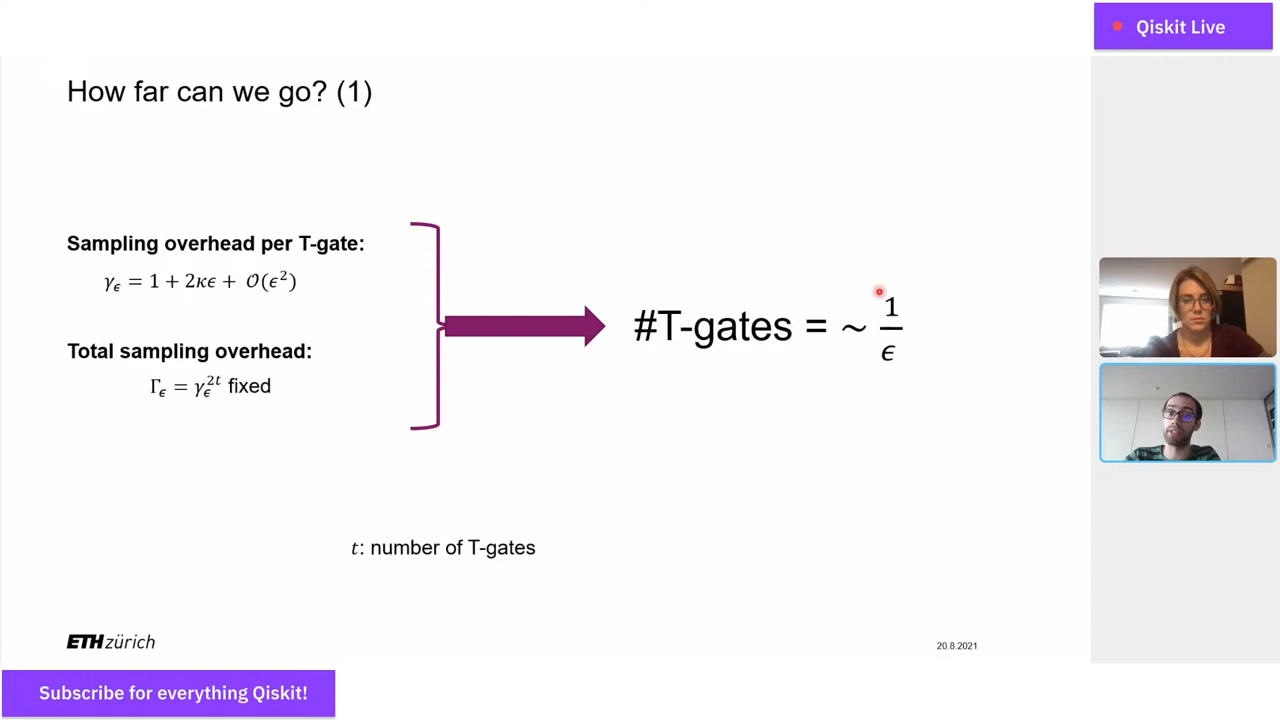 Qiskit Live
How far can we go? (1)
Sampling overhead per T-gate:
γ_ϵ = 1 + 2κϵ + 𝒪(ϵ²)
Total sampling overhead:
Γ_ϵ = γ_ϵ^{2t} fixed
#T-gates = ~ 1/ϵ
t: number of T-gates
ETH zürich
20.8.2021
Subscribe for everything Qiskit!